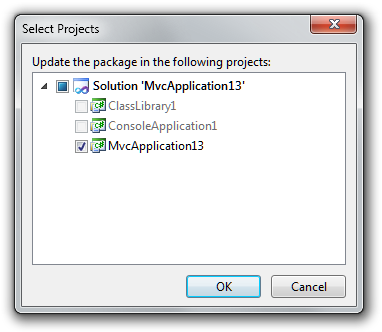 Select Projects
Update the package in the following projects:
Solution 'MvcApplication13'
ClassLibrary1
ConsoleApplication1
MvcApplication13
OK
Cancel